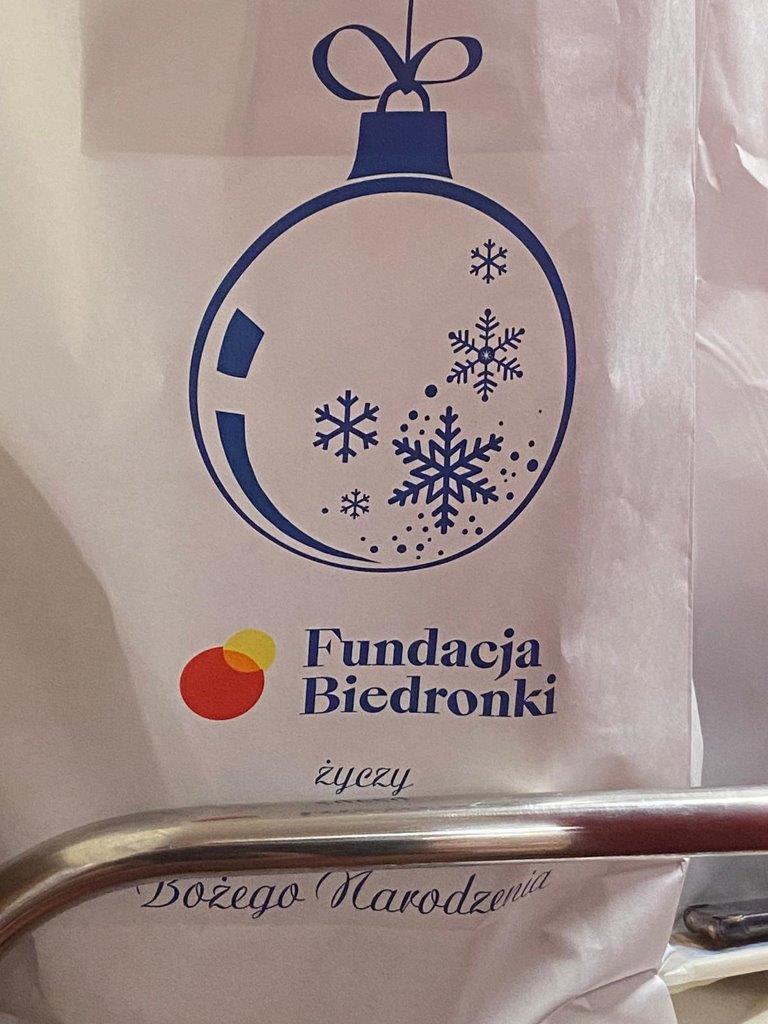 Fundacja
Biedronki
życzy
Bożego Narodzenia